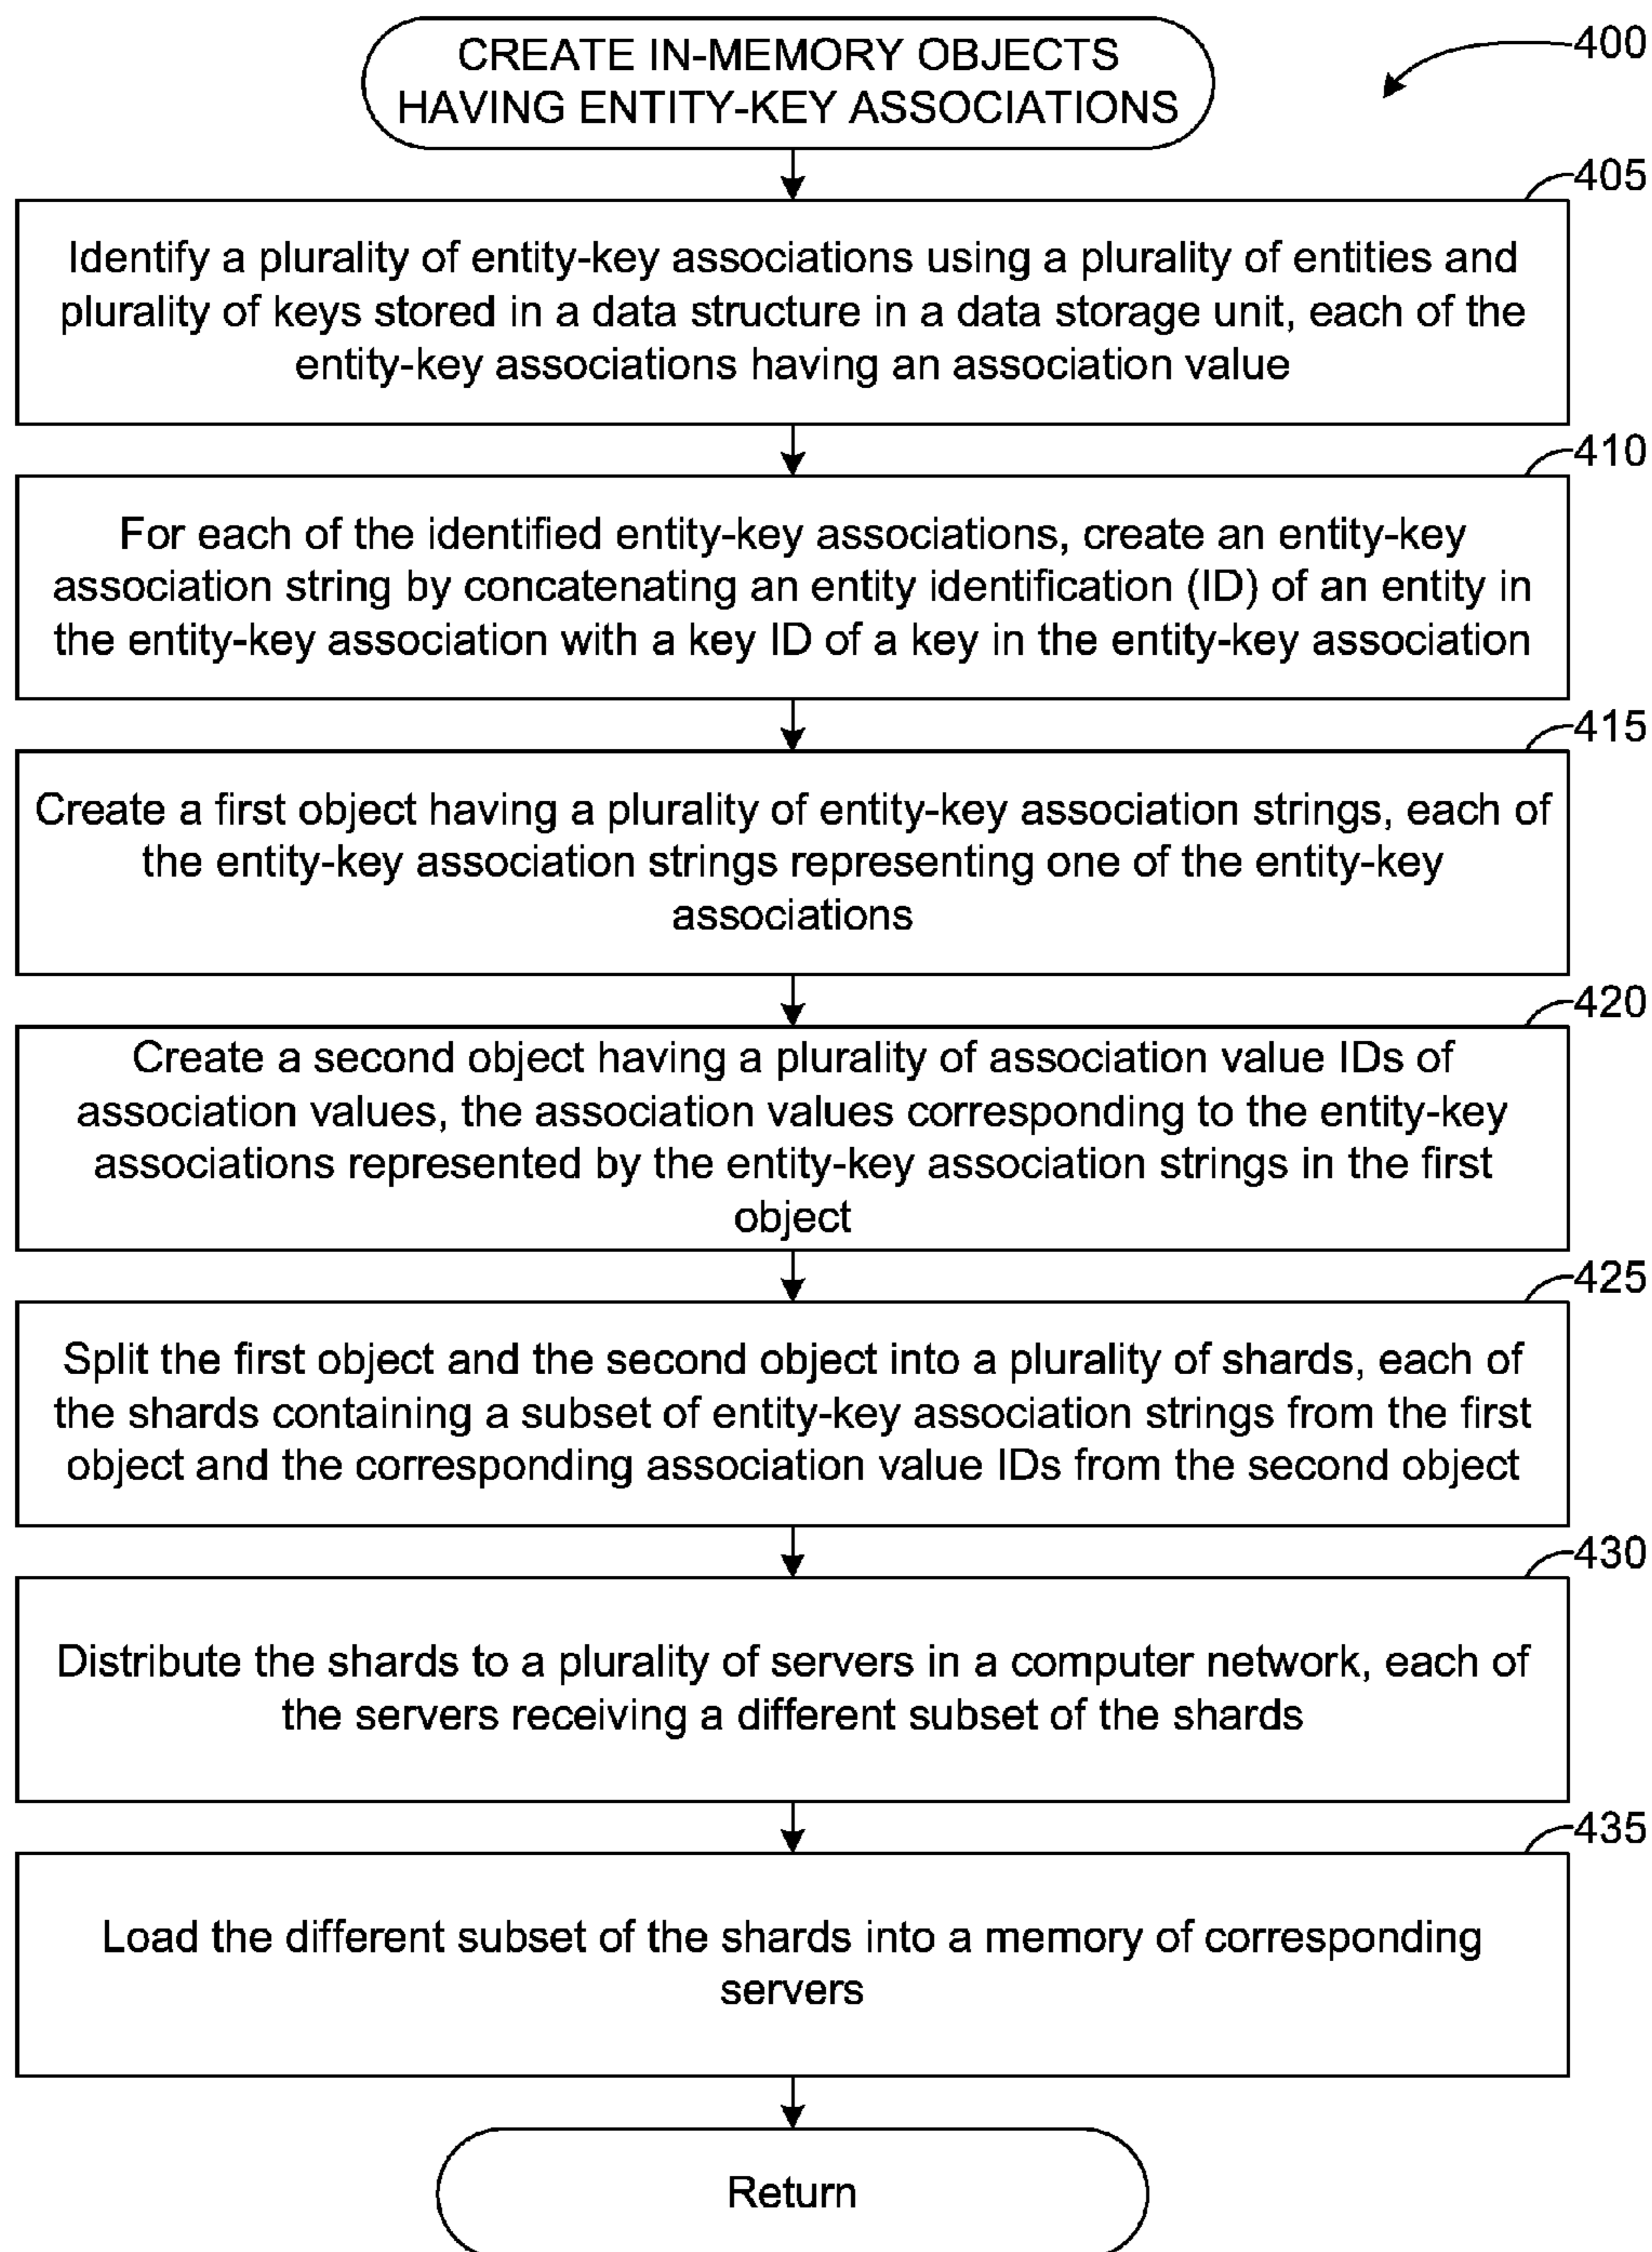 CREATE IN-MEMORY OBJECTS
HAVING ENTITY-KEY ASSOCIATIONS
400
405
Identify a plurality of entity-key associations using a plurality of entities and
plurality of keys stored in a data structure in a data storage unit, each of the
entity-key associations having an association value
410
For each of the identified entity-key associations, create an entity-key
association string by concatenating an entity identification (ID) of an entity in
the entity-key association with a key ID of a key in the entity-key association
415
Create a first object having a plurality of entity-key association strings, each of
the entity-key association strings representing one of the entity-key
associations
420
Create a second object having a plurality of association value IDs of
association values, the association values corresponding to the entity-key
associations represented by the entity-key association strings in the first
object
425
Split the first object and the second object into a plurality of shards, each of
the shards containing a subset of entity-key association strings from the first
object and the corresponding association value IDs from the second object
430
Distribute the shards to a plurality of servers in a computer network, each of
the servers receiving a different subset of the shards
435
Load the different subset of the shards into a memory of corresponding
servers
Return